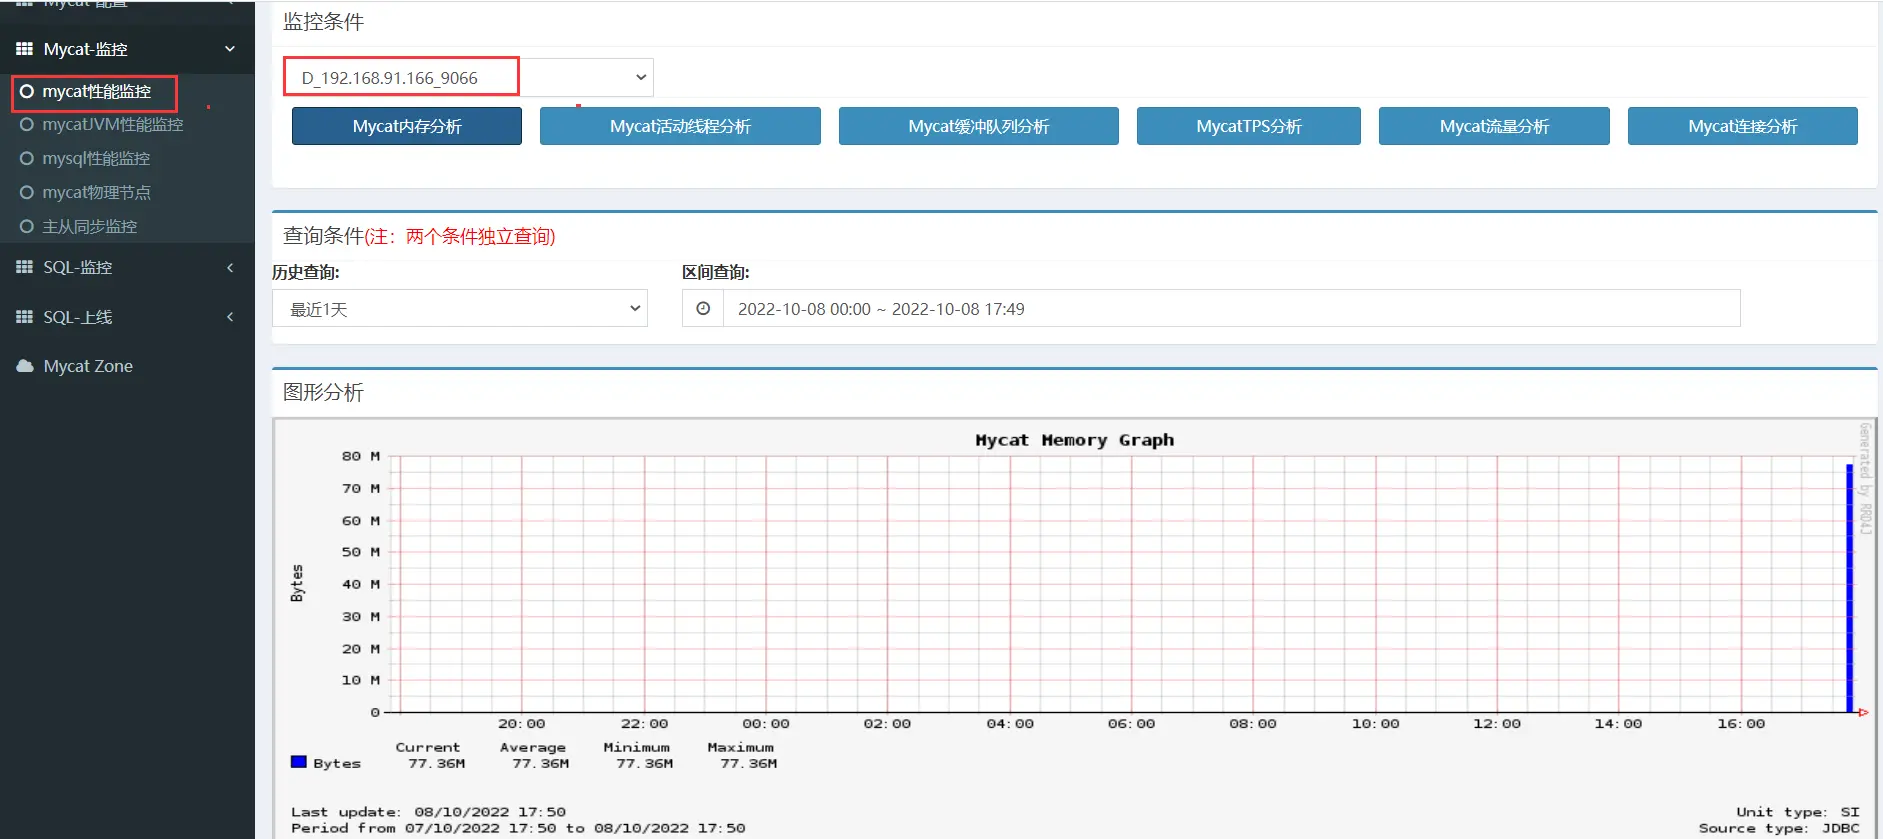 Mycat-配置
Mycat-监控
mycat性能监控
mycatJVM性能监控
mysql性能监控
mycat物理节点
主从同步监控
SQL-监控
SQL-上线
Mycat Zone
监控条件
D_192.168.91.166_9066
Mycat内存分析 Mycat活动线程分析 Mycat缓冲队列分析 MycatTPS分析 Mycat流量分析 Mycat连接分析
查询条件(注：两个条件独立查询)
历史查询: 区间查询:
最近1天 2022-10-08 00:00 ~ 2022-10-08 17:49
图形分析
Mycat Memory Graph
Generated by RRD4J
80 M
70 M
60 M
50 M
40 M
30 M
20 M
10 M
0
Bytes
20:00 22:00 00:00 02:00 04:00 06:00 08:00 10:00 12:00 14:00 16:00
Current Average Minimum Maximum
Bytes 77.36M 77.36M 77.36M 77.36M
Last update: 08/10/2022 17:50 Unit type: SI
Period from 07/10/2022 17:50 to 08/10/2022 17:50 Source type: JDBC